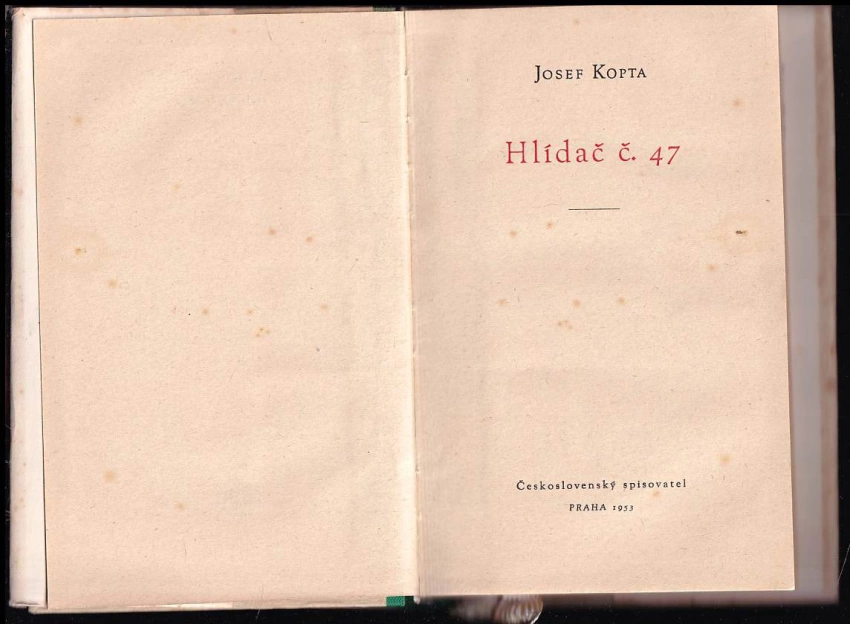 Josef Kopta
Hlídač č. 47
Československý spisovatel
PRAHA 1953